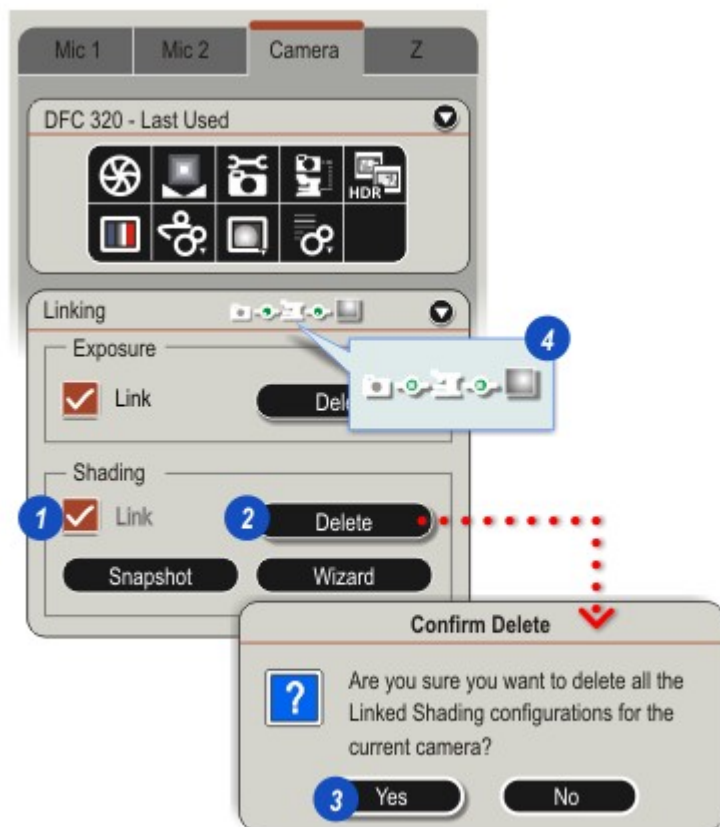 Mic 1 Mic 2 Camera Z
DFC 320 - Last Used
HDR
Linking
4
Exposure
Link
Shading
1 Link 2 Delete
Snapshot Wizard
Confirm Delete
Are you sure you want to delete all the
Linked Shading configurations for the
current camera?
3 Yes No